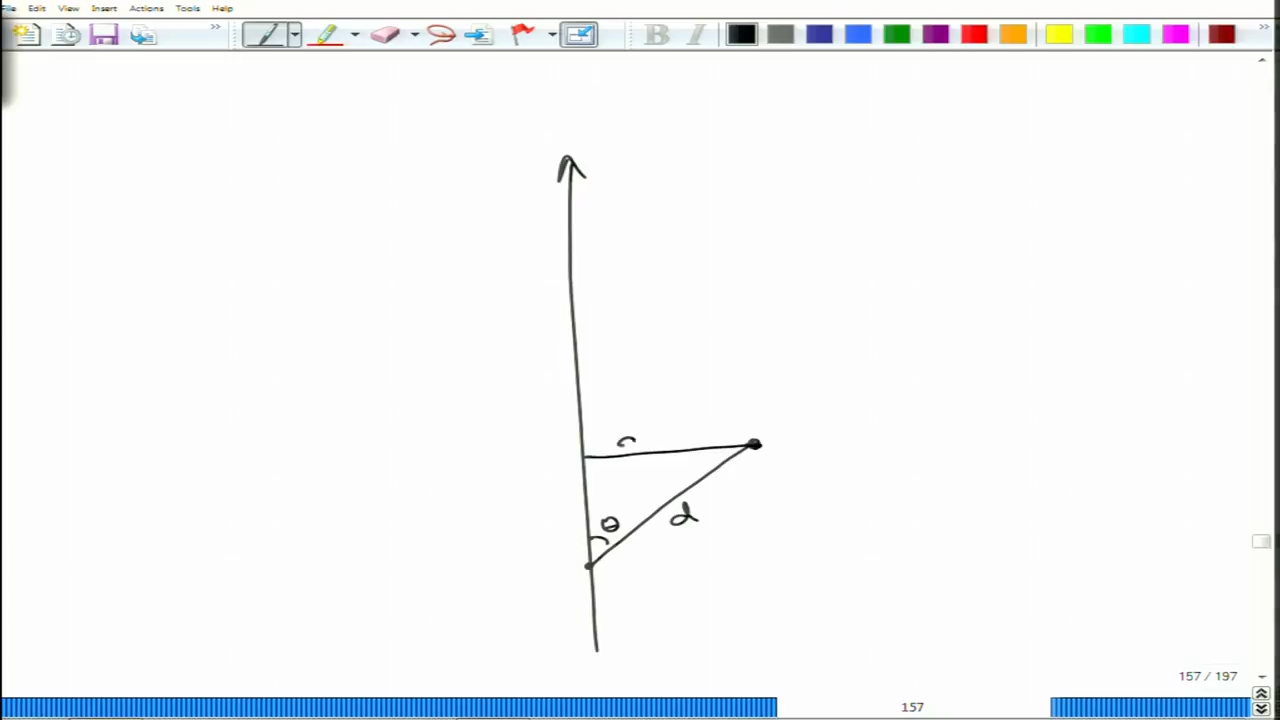 File Edit View Insert Actions Tools Help
B I
r
θ
d
157 / 197
157